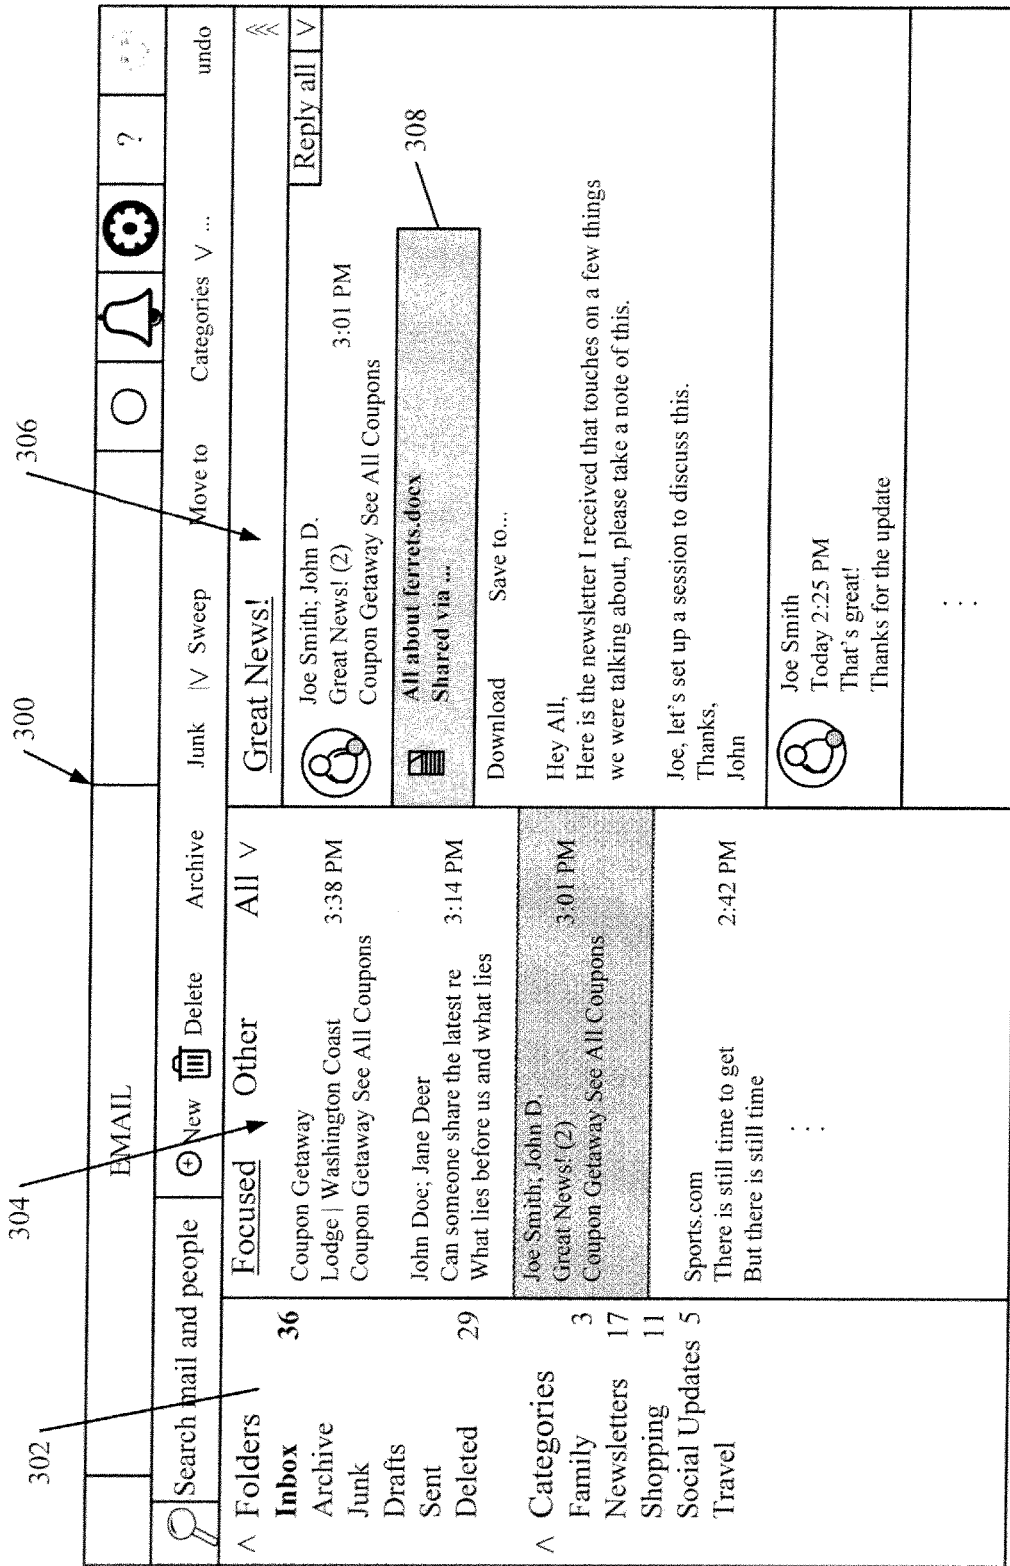 300
306
304
302
308
EMAIL
?
Search mail and people
New
Delete
Archive
Junk |V
Sweep
Move to
Categories V ...
undo
^ Folders
Inbox 36
Archive
Junk
Drafts
Sent
Deleted 29
^ Categories
Family 3
Newsletters 17
Shopping 11
Social Updates 5
Travel
Focused Other All V
Coupon Getaway
Lodge | Washington Coast 3:38 PM
Coupon Getaway See All Coupons
John Doe; Jane Deer
Can someone share the latest re 3:14 PM
What lies before us and what lies
Joe Smith; John D.
Great News! (2) 3:01 PM
Coupon Getaway See All Coupons
Sports.com
There is still time to get 2:42 PM
But there is still time
Great News!
Reply all | V
Joe Smith; John D.
Great News! (2) 3:01 PM
Coupon Getaway See All Coupons
All about ferrets.docx
Shared via ...
Download Save to...
Hey All,
Here is the newsletter I received that touches on a few things
we were talking about, please take a note of this.
Joe, let's set up a session to discuss this.
Thanks,
John
Joe Smith
Today 2:25 PM
That's great!
Thanks for the update